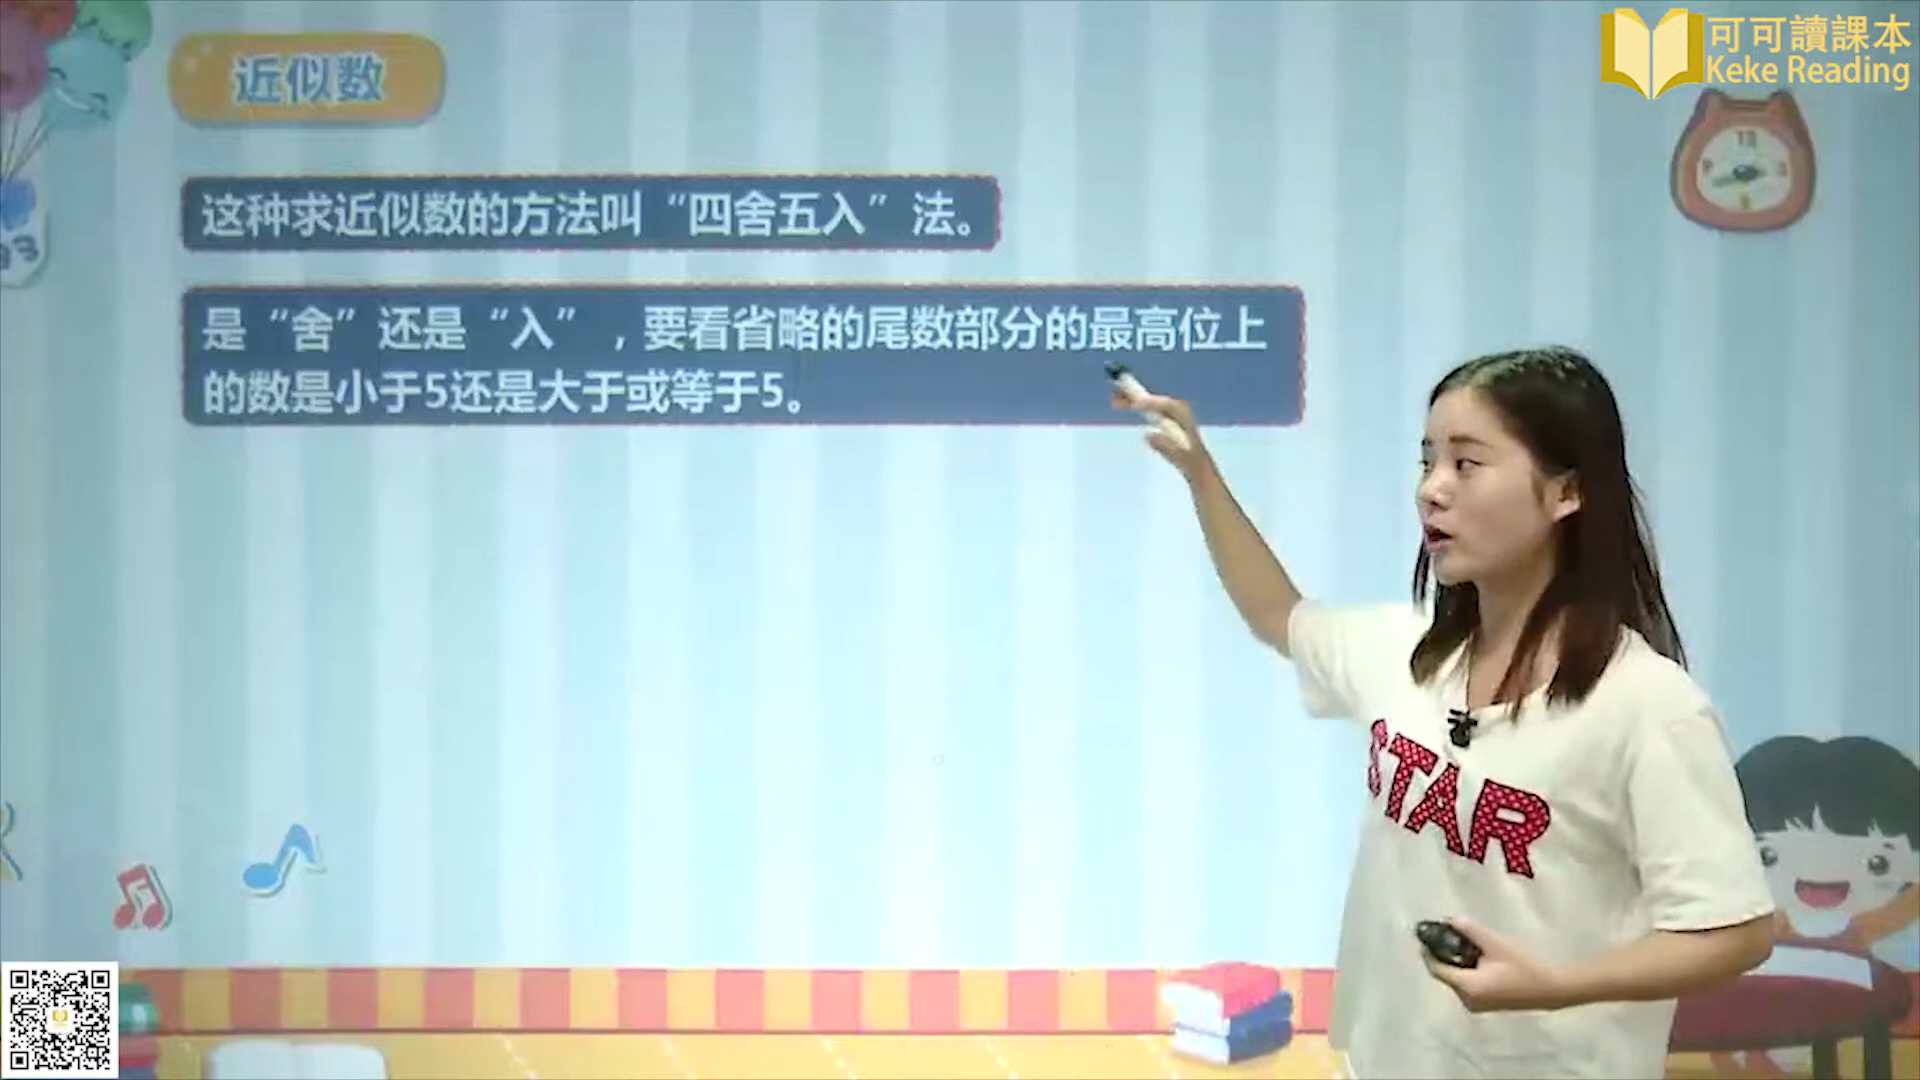 近似数
可可讀課本
Keke Reading
这种求近似数的方法叫“四舍五入”法。
是“舍”还是“入”，要看省略的尾数部分的最高位上
的数是小于5还是大于或等于5。
STAR